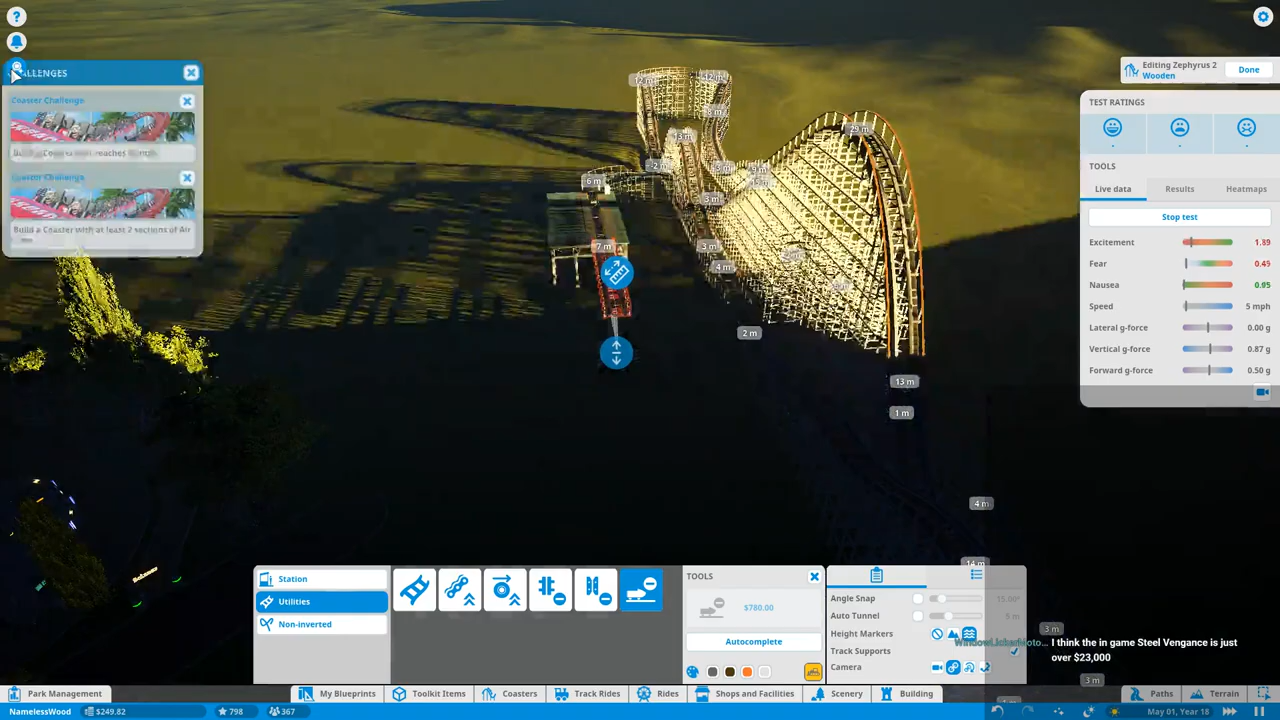 ?
CHALLENGES
Coaster Challenge
Coaster Challenge
Build a Coaster with at least 2 sections of Air
Editing Zephyrus 2
Wooden
Done
TEST RATINGS
-
-
-
TOOLS
Live data
Results
Heatmaps
Stop test
Excitement
1.89
Fear
0.45
Nausea
0.05
Speed
5 mph
Lateral g-force
0.00 g
Vertical g-force
0.87 g
Forward g-force
0.50 g
12 m
12 m
8 m
29 m
13 m
-2 m
9 m
6 m
3 m
7 m
3 m
4 m
2 m
13 m
1 m
4 m
14 m
3 m
3 m
Station
Utilities
Non-inverted
TOOLS
$780.00
Autocomplete
Angle Snap
15.00°
Auto Tunnel
5 m
Height Markers
Track Supports
Camera
I think the in game Steel Vengance is just
over $23,000
Park Management
My Blueprints
Toolkit Items
Coasters
Track Rides
Rides
Shops and Facilities
Scenery
Building
Paths
Terrain
NamelessWood
$249.82
798
367
May 01, Year 18